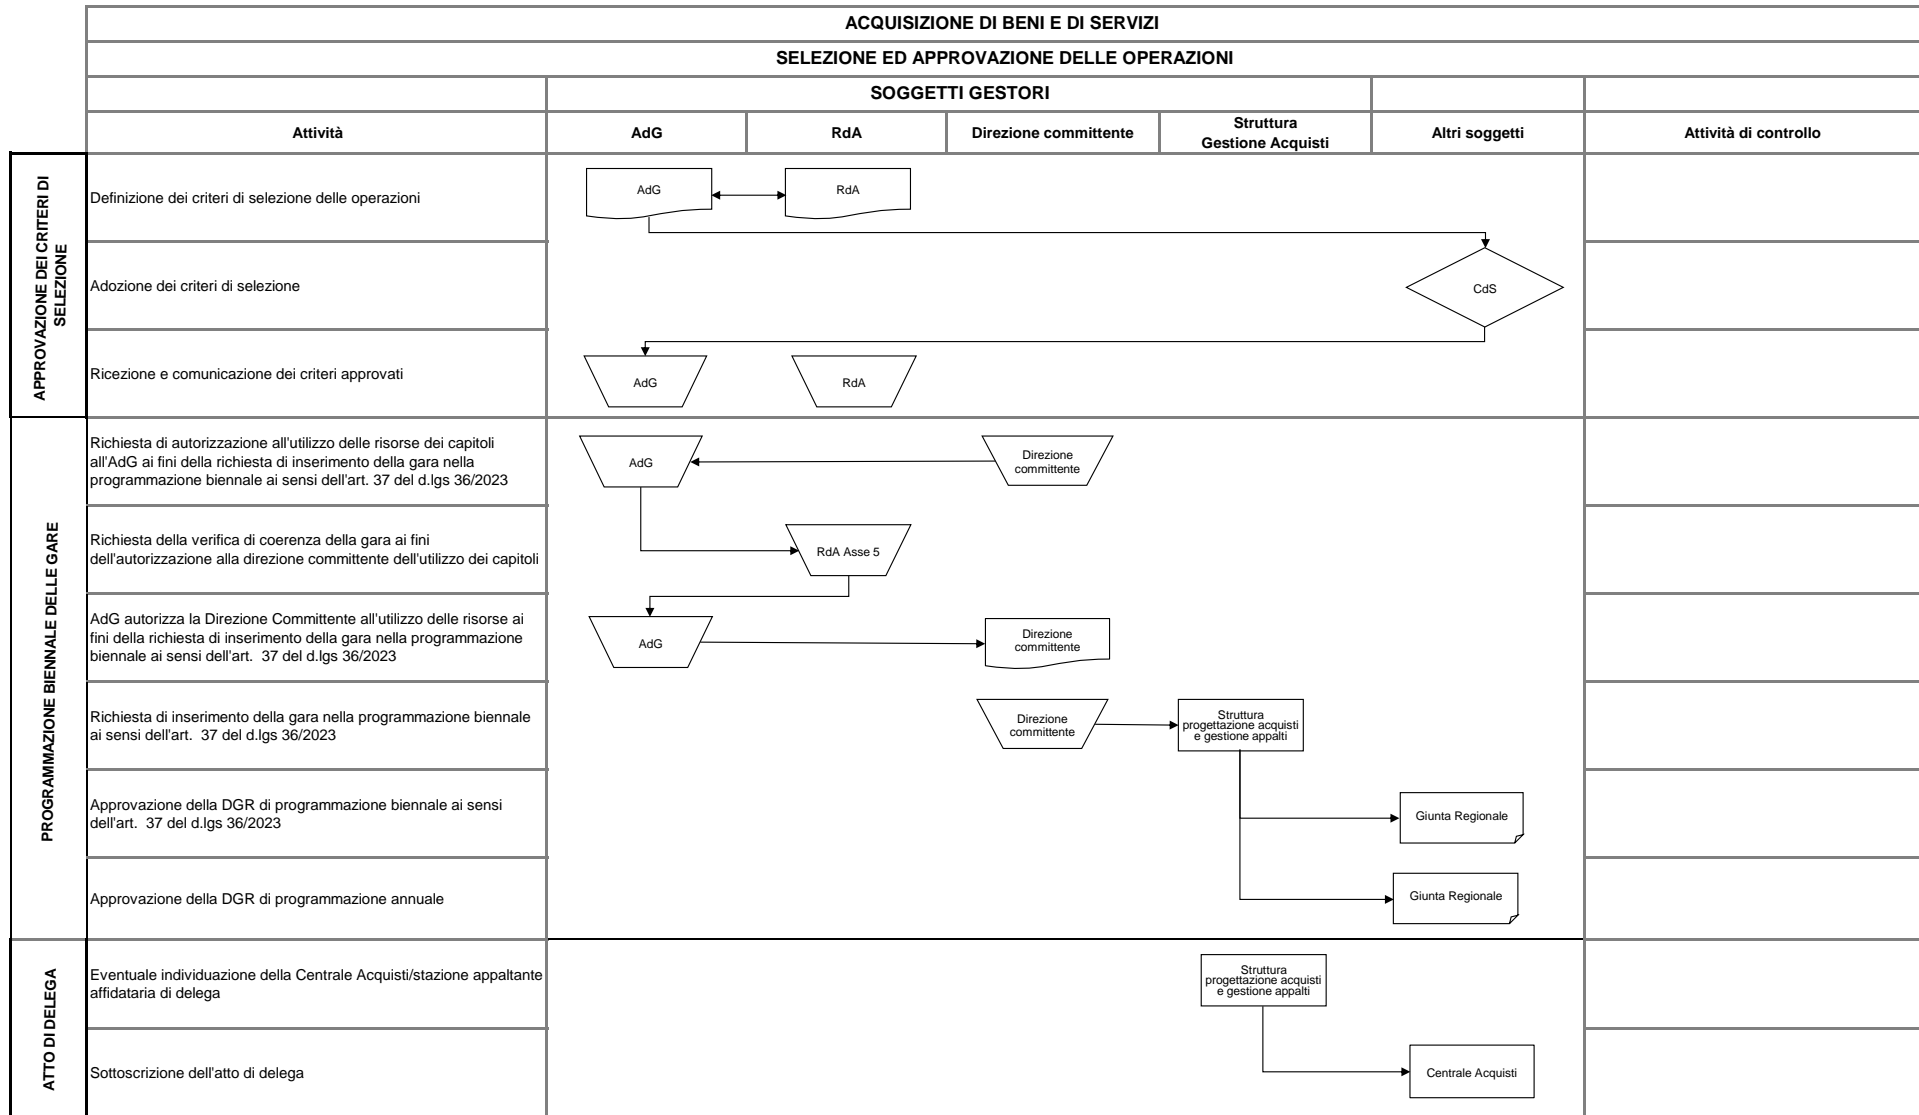 ACQUISIZIONE DI BENI E DI SERVIZI
SELEZIONE ED APPROVAZIONE DELLE OPERAZIONI
SOGGETTI GESTORI
Attività
AdG
RdA
Direzione committente
Struttura
Gestione Acquisti
Altri soggetti
Attività di controllo
APPROVAZIONE DEI CRITERI DI
SELEZIONE
Definizione dei criteri di selezione delle operazioni
AdG
RdA
Adozione dei criteri di selezione
CdS
Ricezione e comunicazione dei criteri approvati
AdG
RdA
PROGRAMMAZIONE BIENNALE DELLE GARE
Richiesta di autorizzazione all'utilizzo delle risorse dei capitoli
all'AdG ai fini della richiesta di inserimento della gara nella
programmazione biennale ai sensi dell'art. 37 del d.lgs 36/2023
AdG
Direzione
committente
Richiesta della verifica di coerenza della gara ai fini
dell'autorizzazione alla direzione committente dell'utilizzo dei capitoli
RdA Asse 5
AdG autorizza la Direzione Committente all'utilizzo delle risorse ai
fini della richiesta di inserimento della gara nella programmazione
biennale ai sensi dell'art.  37 del d.lgs 36/2023
AdG
Direzione
committente
Richiesta di inserimento della gara nella programmazione biennale
ai sensi dell'art.  37 del d.lgs 36/2023
Direzione
committente
Struttura
progettazione acquisti
e gestione appalti
Approvazione della DGR di programmazione biennale ai sensi
dell'art.  37 del d.lgs 36/2023
Giunta Regionale
Approvazione della DGR di programmazione annuale
Giunta Regionale
ATTO DI DELEGA
Eventuale individuazione della Centrale Acquisti/stazione appaltante
affidataria di delega
Struttura
progettazione acquisti
e gestione appalti
Sottoscrizione dell'atto di delega
Centrale Acquisti